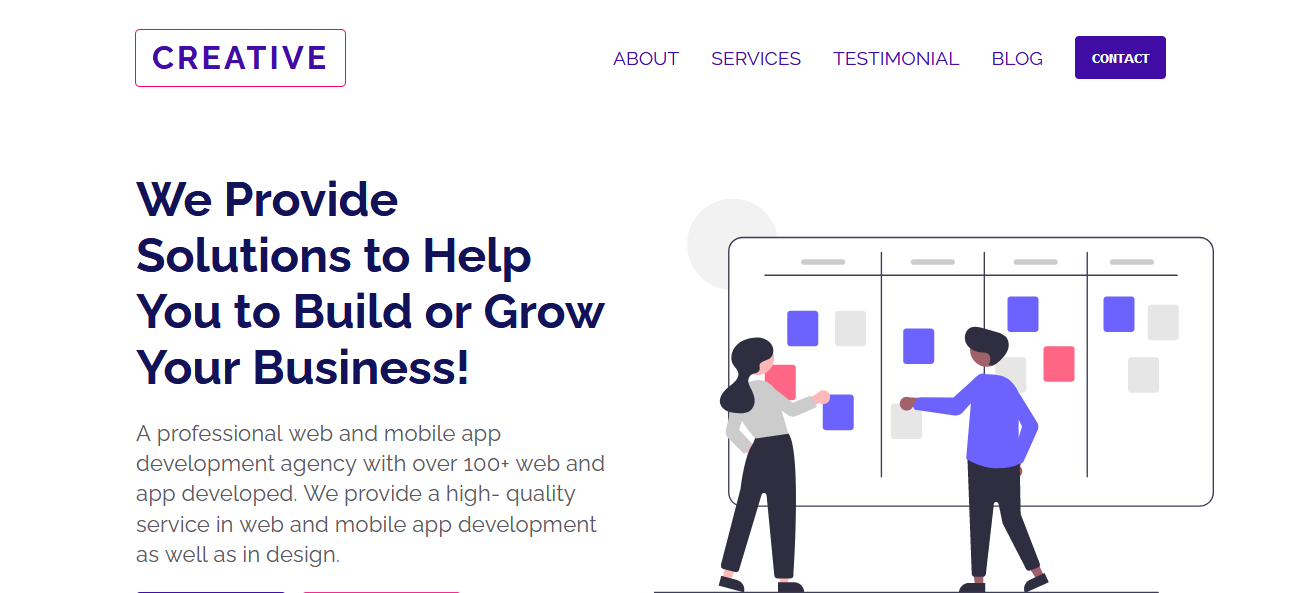 CREATIVE
ABOUT SERVICES TESTIMONIAL BLOG CONTACT
We Provide
Solutions to Help
You to Build or Grow
Your Business!
A professional web and mobile app
development agency with over 100+ web and
app developed. We provide a high- quality
service in web and mobile app development
as well as in design.